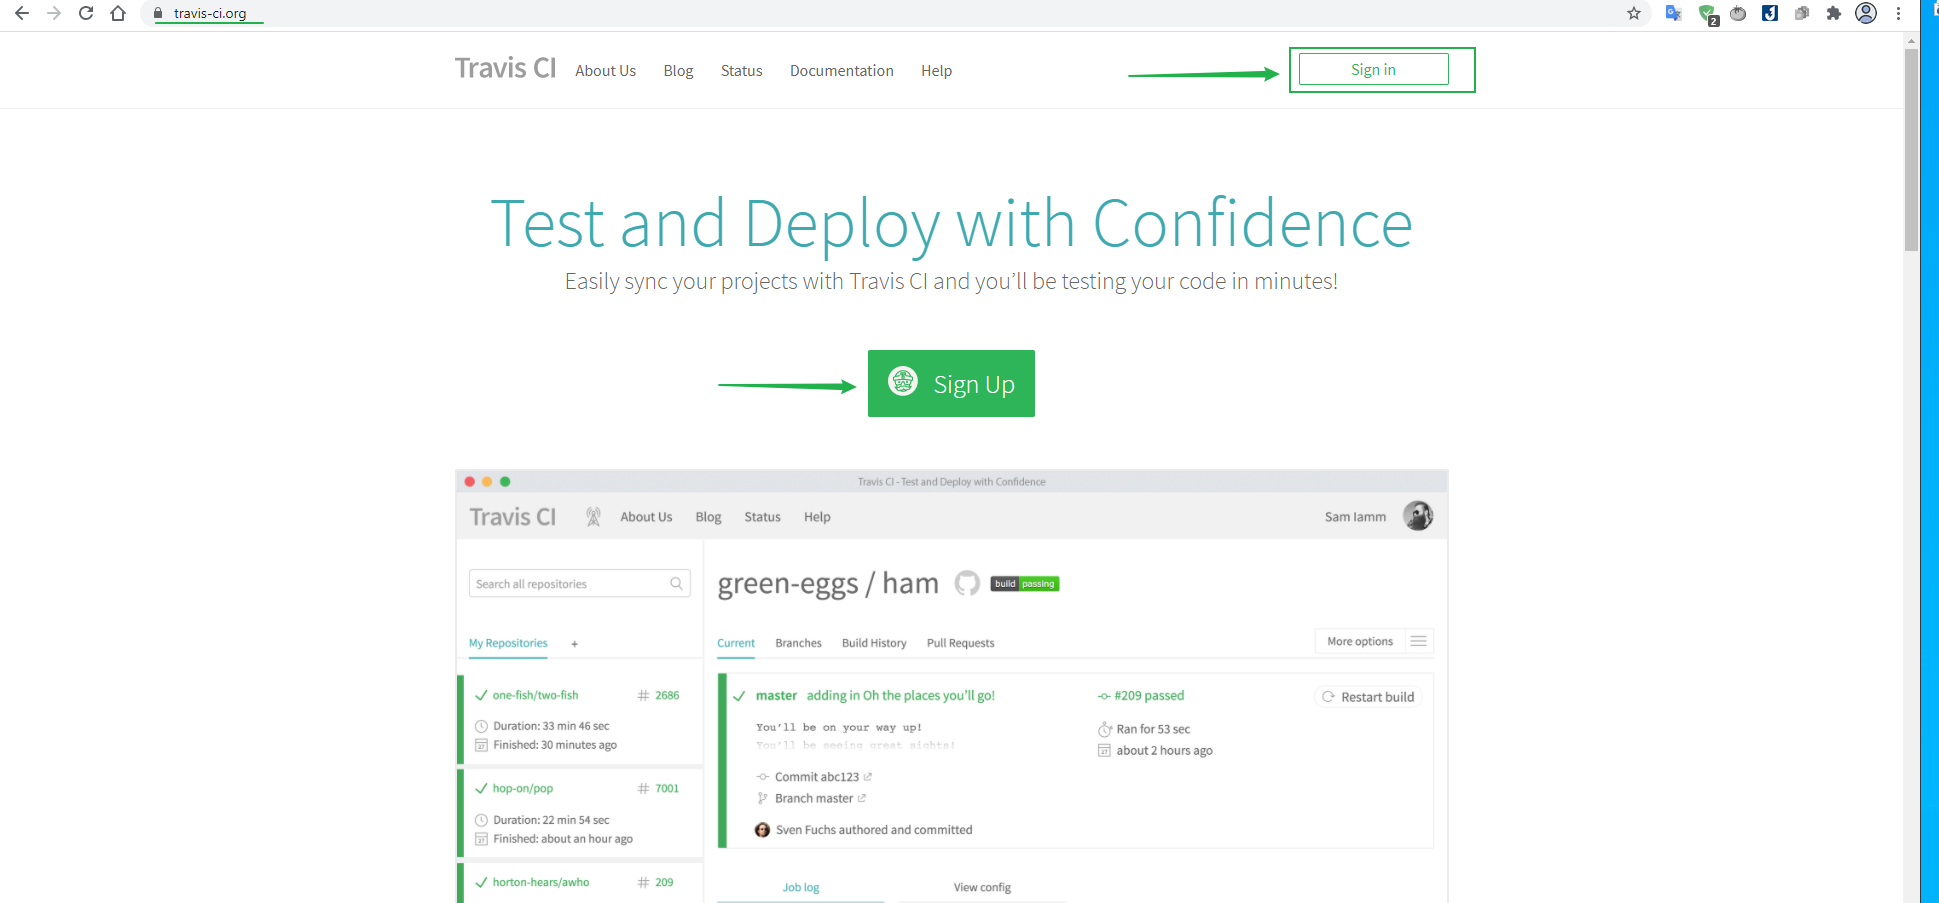 travis-ci.org
2
Travis CI About Us Blog Status Documentation Help Sign in
Test and Deploy with Confidence
Easily sync your projects with Travis CI and you'll be testing your code in minutes!
Sign Up
Travis CI - Test and Deploy with Confidence
Travis CI About Us Blog Status Help Sam Iamm
Search all repositories
green-eggs / ham build passing
My Repositories +
Current Branches Build History Pull Requests More options
one-fish/two-fish # 2686
Duration: 33 min 46 sec
Finished: 30 minutes ago
master adding in Oh the places you'll go! #209 passed Restart build
You'll be on your way up!
You'll be seeing great sights!
Ran for 53 sec
about 2 hours ago
Commit abc123
Branch master
Sven Fuchs authored and committed
hop-on/pop # 7001
Duration: 22 min 54 sec
Finished: about an hour ago
horton-hears/awho # 209
Job log View config